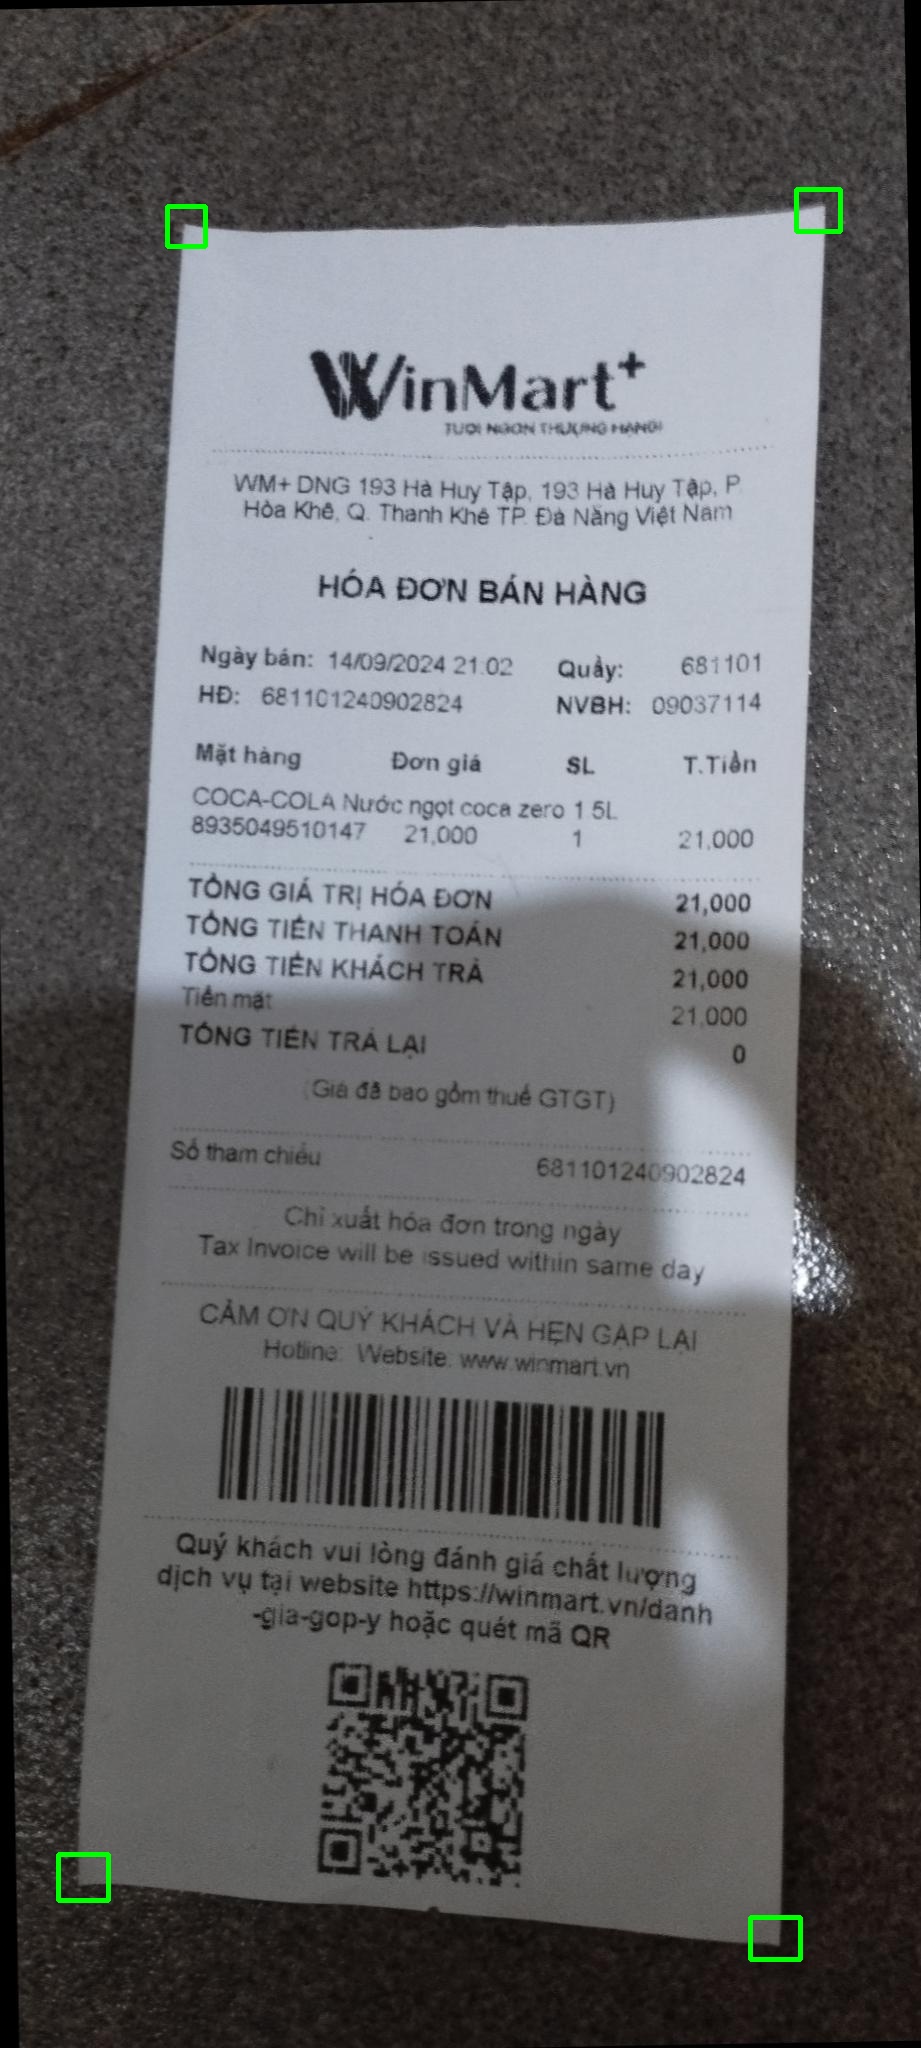 WinMart+
TƯƠI NGON THƯỢNG HẠNG!
WM+ DNG 193 Hà Huy Tập, 193 Hà Huy Tập, P.
Hòa Khê, Q. Thanh Khê TP. Đà Nẵng Việt Nam
HÓA ĐƠN BÁN HÀNG
Ngày bán: 14/09/2024 21:02 Quầy: 681101
HĐ: 681101240902824 NVBH: 09037114
Mặt hàng Đơn giá SL T.Tiền
COCA-COLA Nước ngọt coca zero 1.5L
8935049510147 21,000 1 21,000
TỔNG GIÁ TRỊ HÓA ĐƠN 21,000
TỔNG TIỀN THANH TOÁN 21,000
TỔNG TIỀN KHÁCH TRẢ 21,000
Tiền mặt 21,000
TỔNG TIỀN TRẢ LẠI 0
(Giá đã bao gồm thuế GTGT)
Số tham chiếu 681101240902824
Chỉ xuất hóa đơn trong ngày
Tax Invoice will be issued within same day
CẢM ƠN QUÝ KHÁCH VÀ HẸN GẶP LẠI
Hotline: Website: www.winmart.vn
Quý khách vui lòng đánh giá chất lượng
dịch vụ tại website https://winmart.vn/danh
-gia-gop-y hoặc quét mã QR